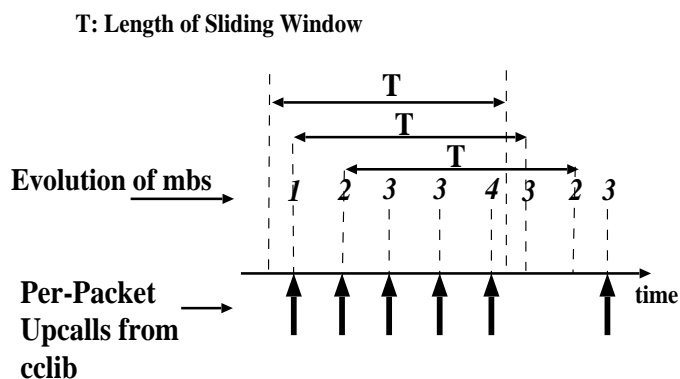 T: Length of Sliding Window
T
T
T
Evolution of mbs
1 2 3 3 4 3 2 3
time
Per-Packet
Upcalls from
cclib